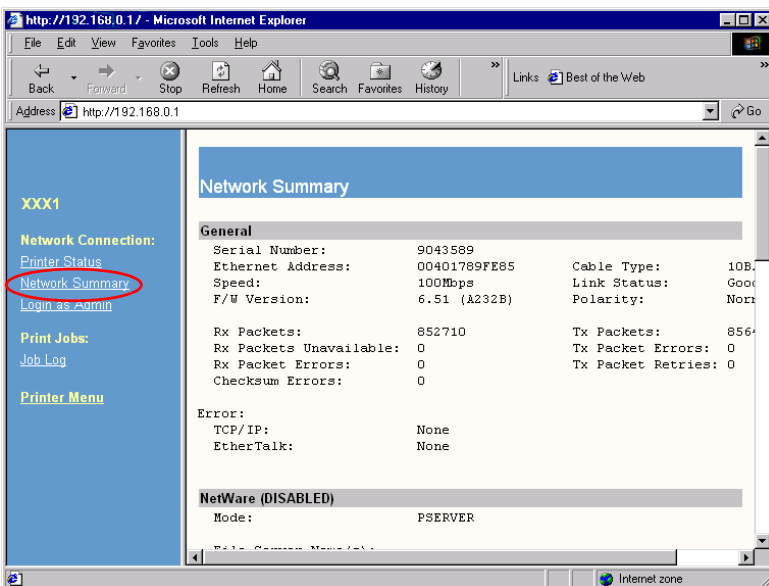 http://192.168.0.1/ - Microsoft Internet Explorer
File Edit View Favorites Tools Help
Back Forward Stop Refresh Home Search Favorites History » Links Best of the Web »
Address http://192.168.0.1 Go
XXX1
Network Connection:
Printer Status
Network Summary
Login as Admin
Print Jobs:
Job Log
Printer Menu
Network Summary
General
Serial Number: 9043589
Ethernet Address: 00401789FE85 Cable Type: 10B
Speed: 100Mbps Link Status: Good
F/W Version: 6.51 (A232B) Polarity: Nor
Rx Packets: 852710 Tx Packets: 856
Rx Packets Unavailable: 0 Tx Packet Errors: 0
Rx Packet Errors: 0 Tx Packet Retries: 0
Checksum Errors: 0
Error:
TCP/IP: None
EtherTalk: None
NetWare (DISABLED)
Mode: PSERVER
Internet zone